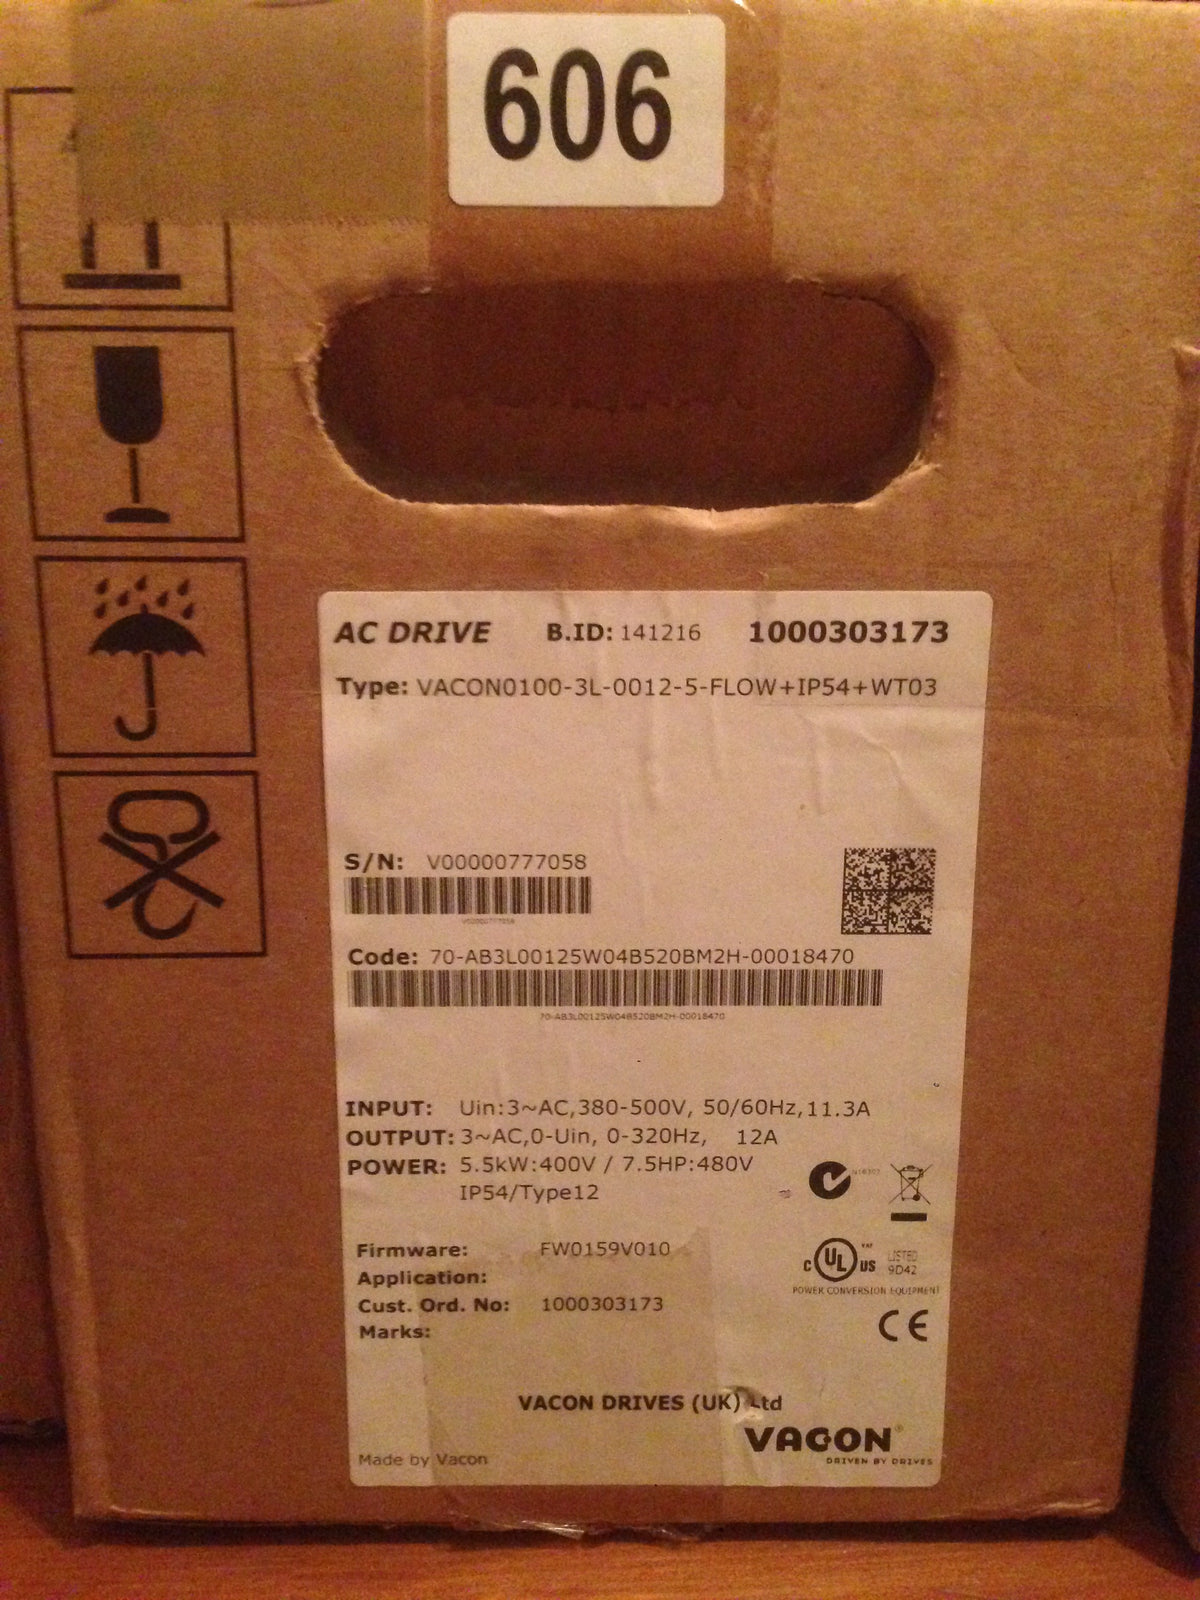 606
AC DRIVE B.ID: 141216 1000303173
Type: VACON0100-3L-0012-5-FLOW+IP54+WT03
S/N: V00000777058
V00000777058
Code: 70-AB3L00125W04B520BM2H-00018470
70-AB3L00125W04B520BM2H-00018470
INPUT: Uin:3~AC,380-500V, 50/60Hz,11.3A
OUTPUT: 3~AC,0-Uin, 0-320Hz, 12A
POWER: 5.5kW:400V / 7.5HP:480V
IP54/Type12
Firmware: FW0159V010
Application:
Cust. Ord. No: 1000303173
Marks:
C UL US LISTED
9D42
POWER CONVERSION EQUIPMENT
CE
VACON DRIVES (UK) Ltd
VACON®
DRIVEN BY DRIVES
Made by Vacon